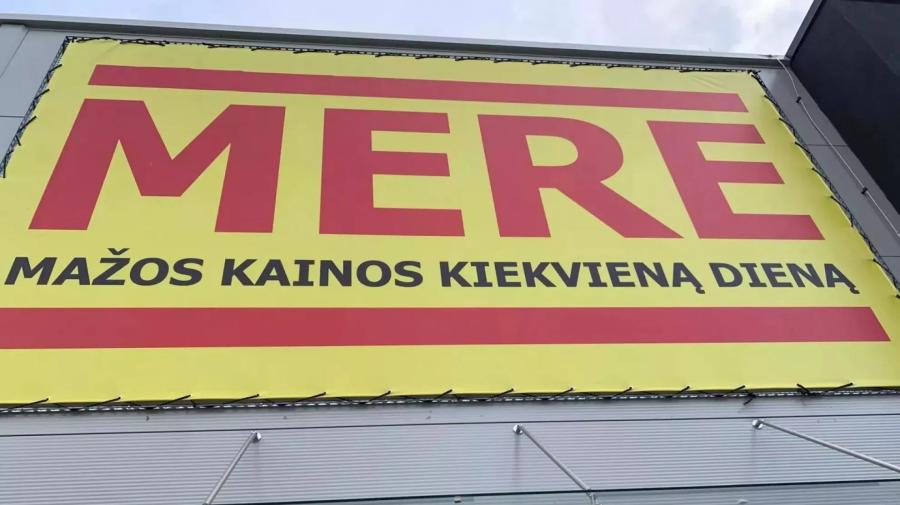 MERE
MAŽOS KAINOS KIEKVIENĄ DIENĄ